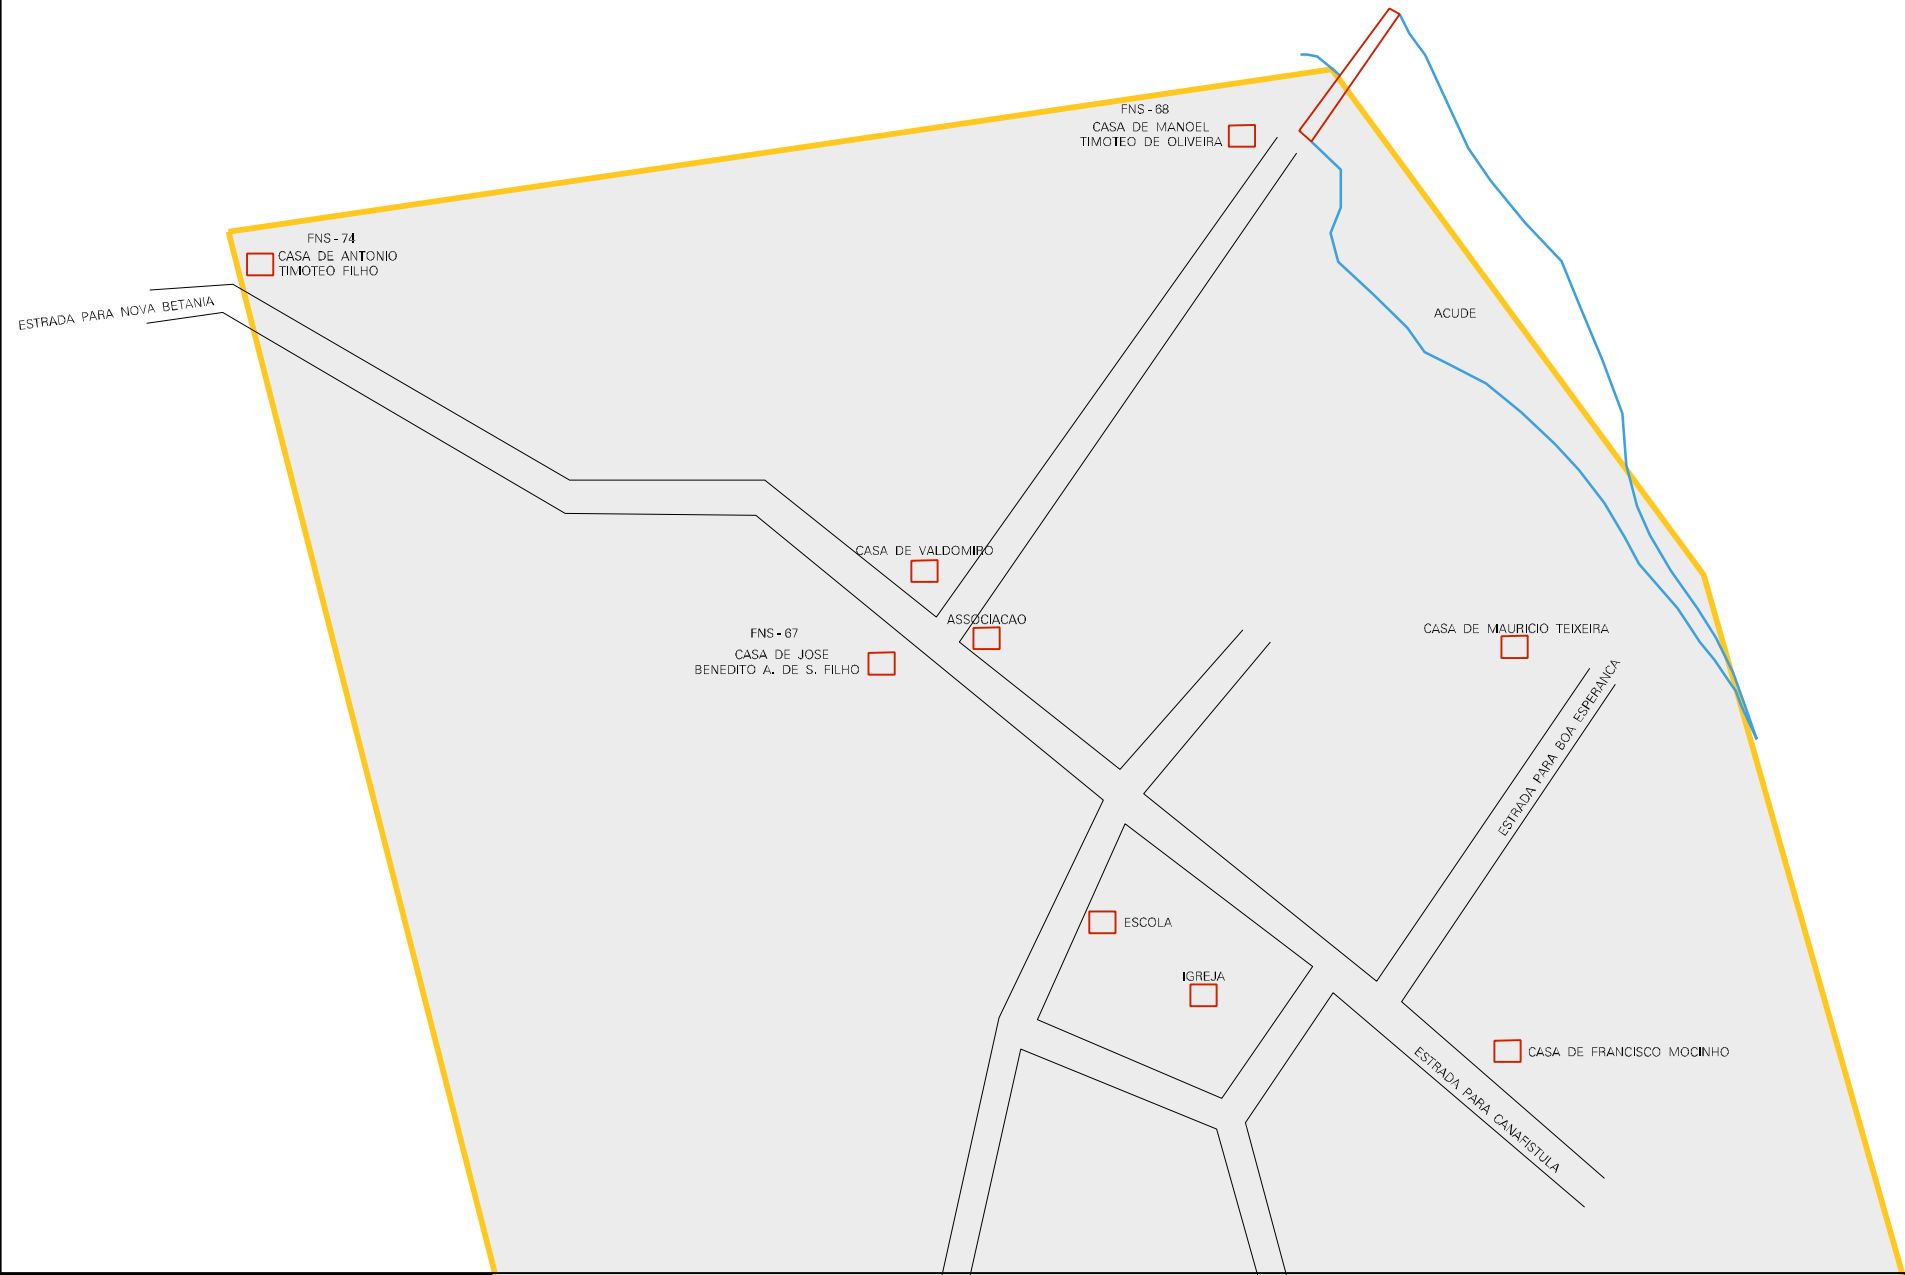 FNS-68
CASA DE MANOEL
TIMOTEO DE OLIVEIRA
FNS-74
CASA DE ANTONIO
TIMOTEO FILHO
ESTRADA PARA NOVA BETANIA
ACUDE
CASA DE VALDOMIRO
ASSOCIACAO
FNS-67
CASA DE JOSE
BENEDITO A. DE S. FILHO
CASA DE MAURICIO TEIXEIRA
ESTRADA PARA BOA ESPERANCA
ESCOLA
IGREJA
CASA DE FRANCISCO MOCINHO
ESTRADA PARA CANAFISTULA